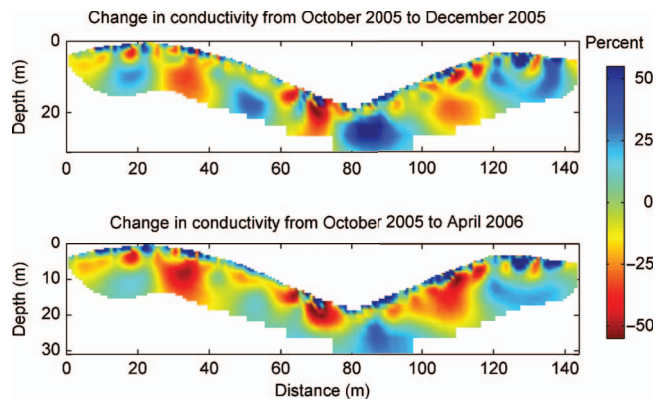 Change in conductivity from October 2005 to December 2005
Percent
0
20
Depth (m)
0 20 40 60 80 100 120 140
50
25
0
−25
−50
Change in conductivity from October 2005 to April 2006
0
10
20
30
Depth (m)
0 20 40 60 80 100 120 140
Distance (m)